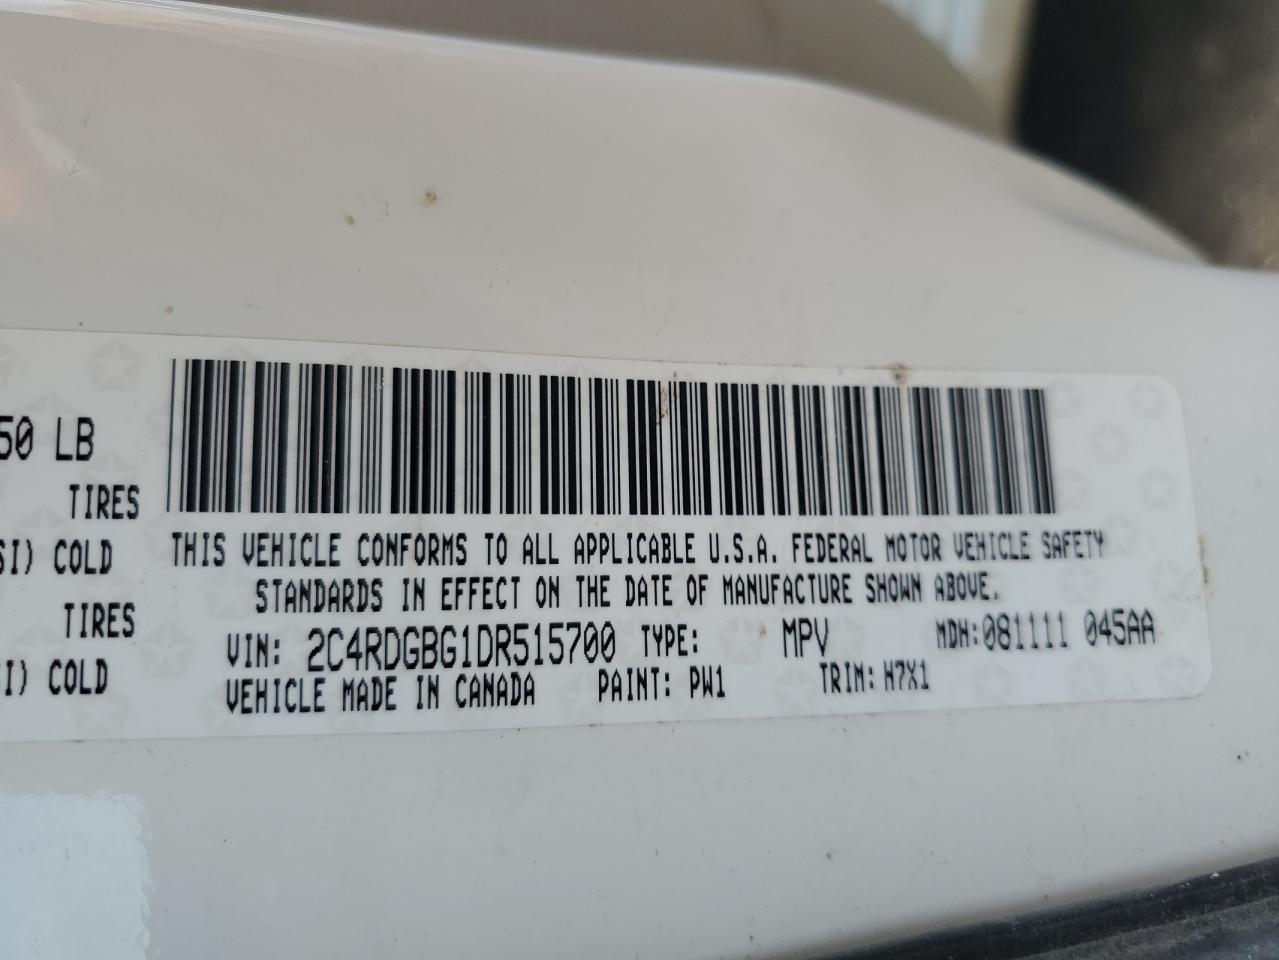 50 LB
TIRES
SI) COLD
TIRES
I) COLD
THIS VEHICLE CONFORMS TO ALL APPLICABLE U.S.A. FEDERAL MOTOR VEHICLE SAFETY
STANDARDS IN EFFECT ON THE DATE OF MANUFACTURE SHOWN ABOVE.
VIN: 2C4RDGBG1DR515700 TYPE: MPV MDH:081111 045AA
VEHICLE MADE IN CANADA PAINT: PW1 TRIM: H7X1